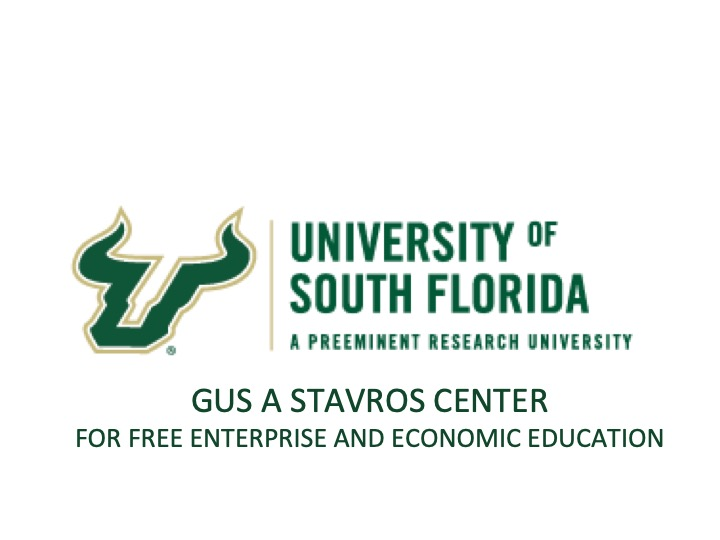 UNIVERSITY OF
SOUTH FLORIDA
A PREEMINENT RESEARCH UNIVERSITY
®
GUS A STAVROS CENTER
FOR FREE ENTERPRISE AND ECONOMIC EDUCATION